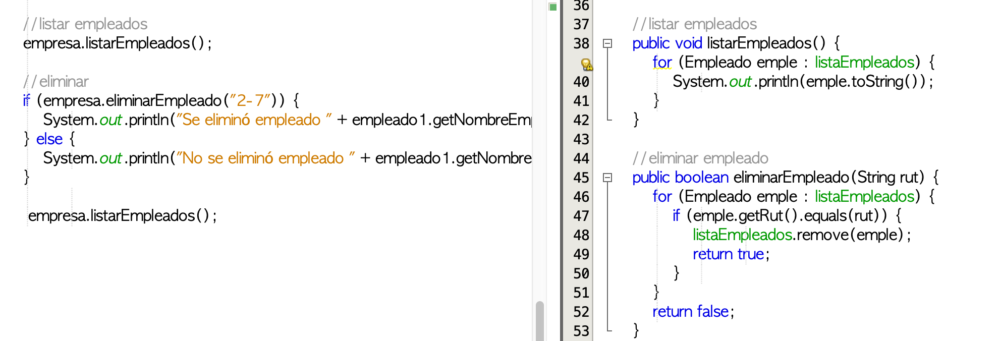 //listar empleados
empresa.listarEmpleados();
//eliminar
if (empresa.eliminarEmpleado("2-7")) {
System.out.println("Se eliminó empleado " + empleado1.getNombreEm
} else {
System.out.println("No se eliminó empleado " + empleado1.getNombre
}
empresa.listarEmpleados();
36
37 //listar empleados
38 public void listarEmpleados() {
for (Empleado emple : listaEmpleados) {
40 System.out.println(emple.toString());
41 }
42 }
43
44 //eliminar empleado
45 public boolean eliminarEmpleado(String rut) {
46 for (Empleado emple : listaEmpleados) {
47 if (emple.getRut().equals(rut)) {
48 listaEmpleados.remove(emple);
49 return true;
50 }
51 }
52 return false;
53 }